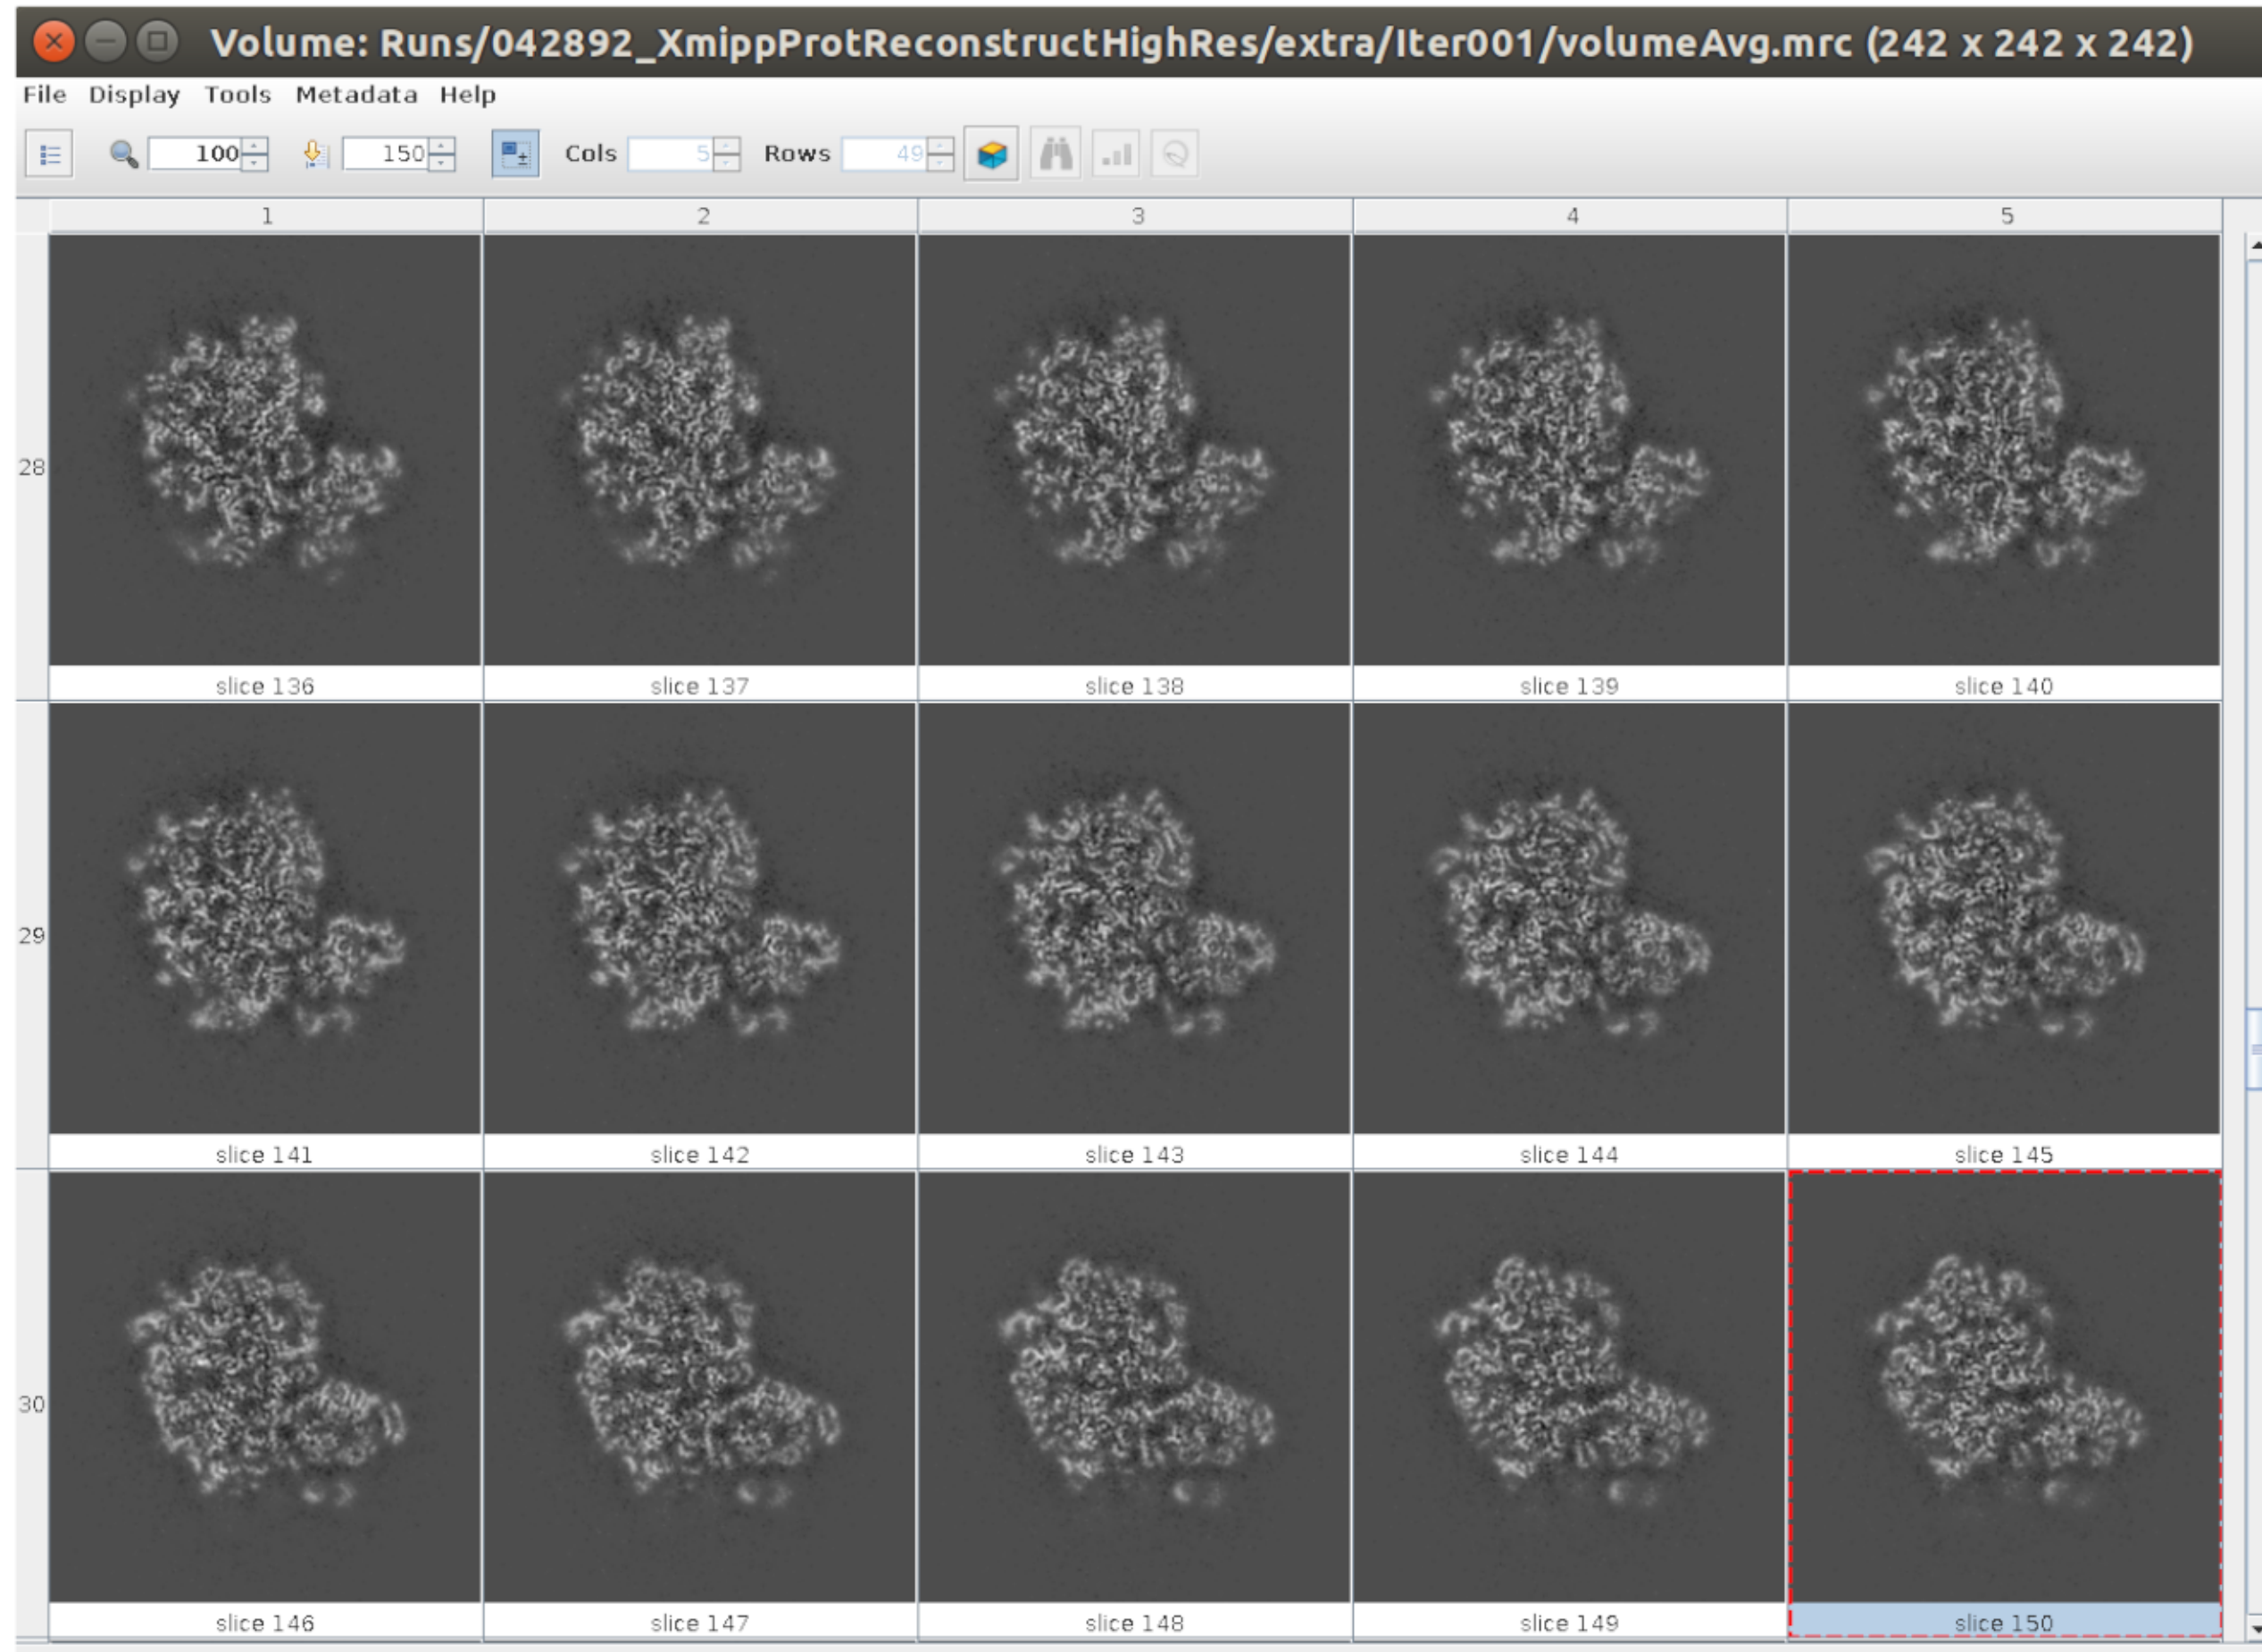 Volume: Runs/042892_XmippProtReconstructHighRes/extra/Iter001/volumeAvg.mrc (242 x 242 x 242)
File Display Tools Metadata Help
100 150 Cols 5 Rows 49
1 2 3 4 5
28
slice 136 slice 137 slice 138 slice 139 slice 140
29
slice 141 slice 142 slice 143 slice 144 slice 145
30
slice 146 slice 147 slice 148 slice 149 slice 150